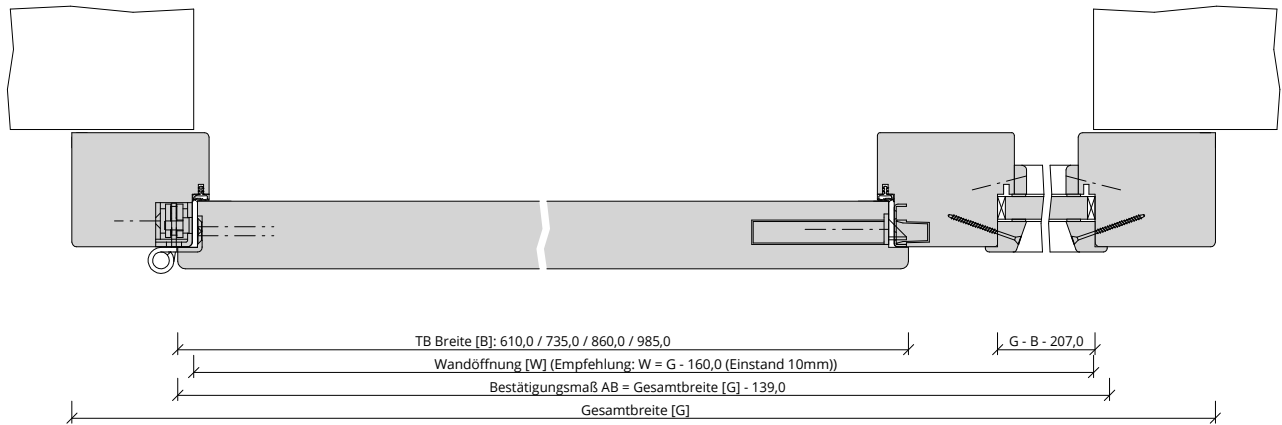 TB Breite [B]: 610,0 / 735,0 / 860,0 / 985,0
G - B - 207,0
Wandöffnung [W] (Empfehlung: W = G - 160,0 (Einstand 10mm))
Bestätigungsmaß AB = Gesamtbreite [G] - 139,0
Gesamtbreite [G]